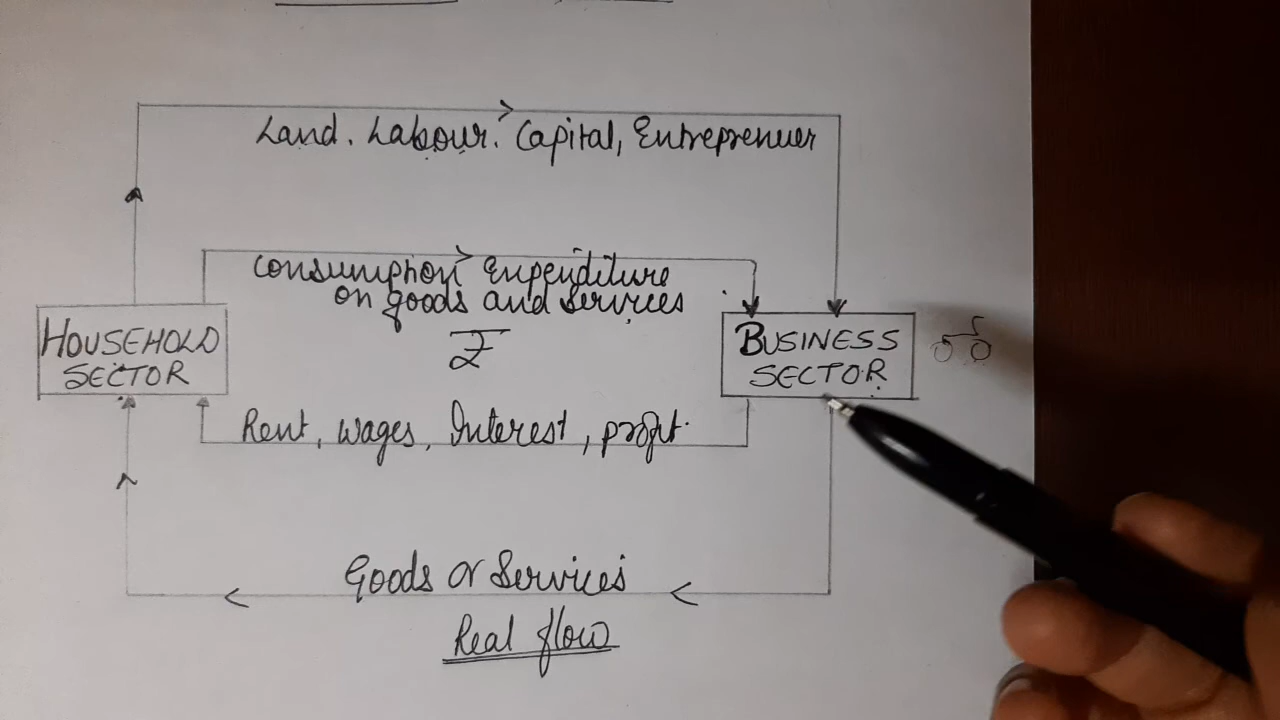 Land. Labour. Capital, Entreprenuer
Consumption Expenditure
on goods and services
₹
HOUSEHOLD
SECTOR
BUSINESS
SECTOR
Rent, wages, Interest, profit.
Goods or Services
Real flow